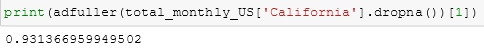 print(adfuller(total_monthly_US['California'].dropna())[1])
0.931366959949502